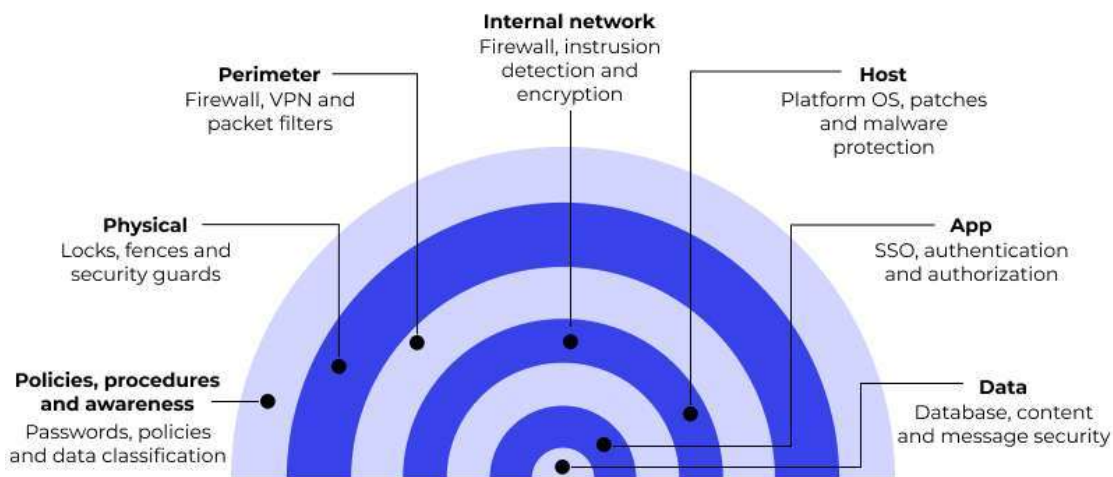 Internal network
Firewall, instrusion
detection and
encryption
Perimeter
Firewall, VPN and
packet filters
Host
Platform OS, patches
and malware
protection
Physical
Locks, fences and
security guards
App
SSO, authentication
and authorization
Policies, procedures
and awareness
Passwords, policies
and data classification
Data
Database, content
and message security